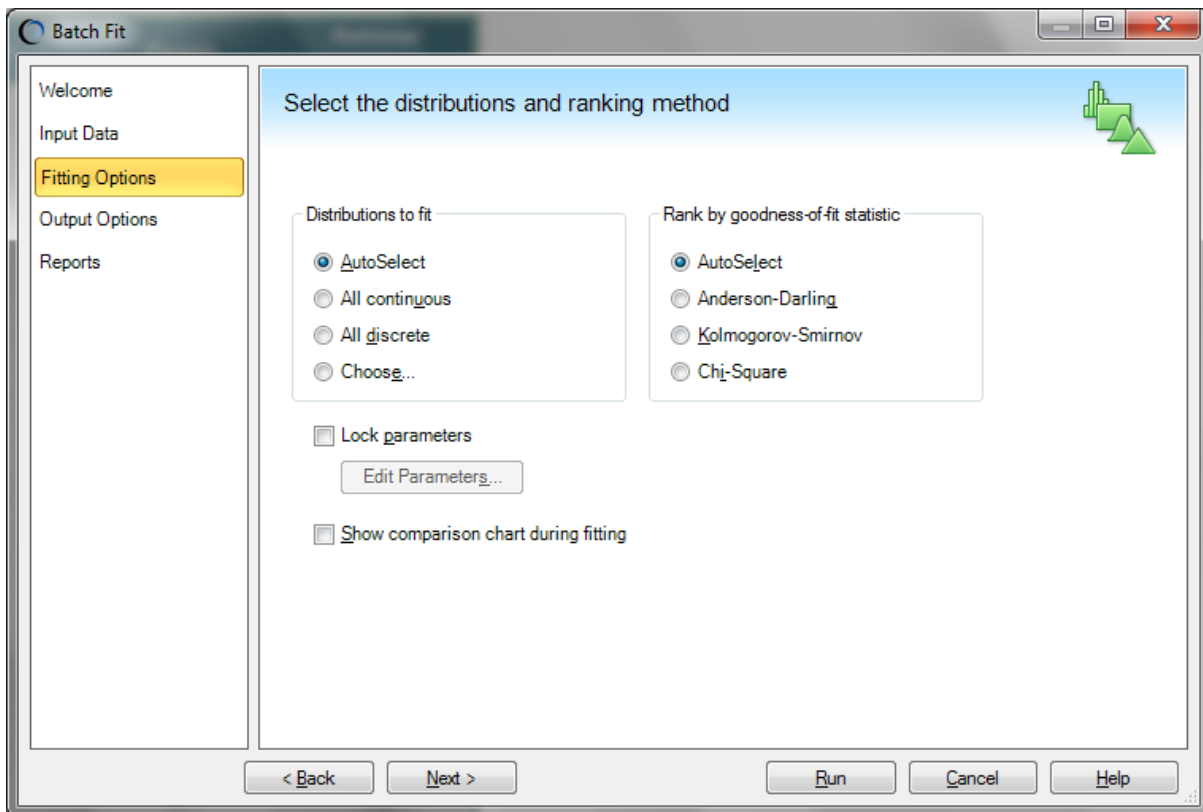 Batch Fit
Welcome
Input Data
Fitting Options
Output Options
Reports
Select the distributions and ranking method
Distributions to fit
AutoSelect
All continuous
All discrete
Choose...
Rank by goodness-of-fit statistic
AutoSelect
Anderson-Darling
Kolmogorov-Smirnov
Chi-Square
Lock parameters
Edit Parameters...
Show comparison chart during fitting
< Back
Next >
Run
Cancel
Help